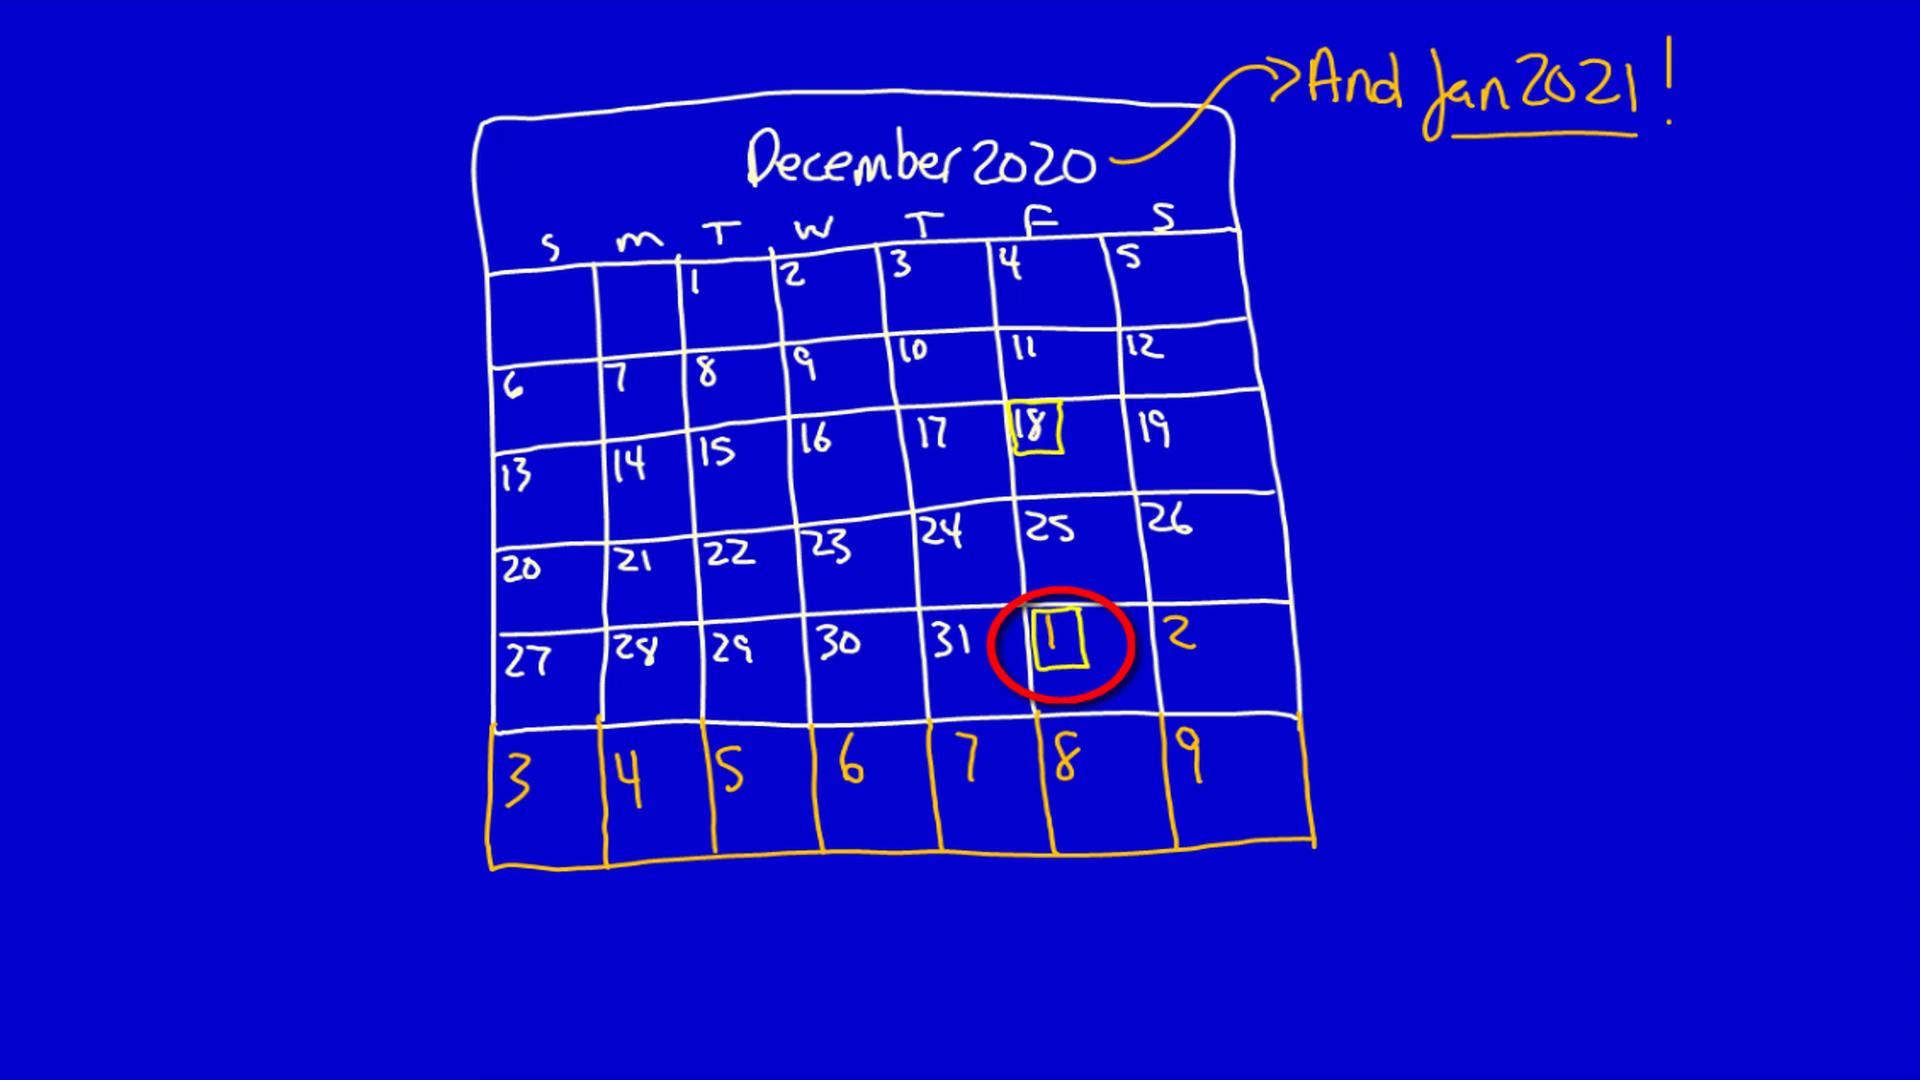 And Jan 2021!
December 2020
S M T W T F S
1 2 3 4 5
6 7 8 9 10 11 12
13 14 15 16 17 18 19
20 21 22 23 24 25 26
27 28 29 30 31 1 2
3 4 5 6 7 8 9